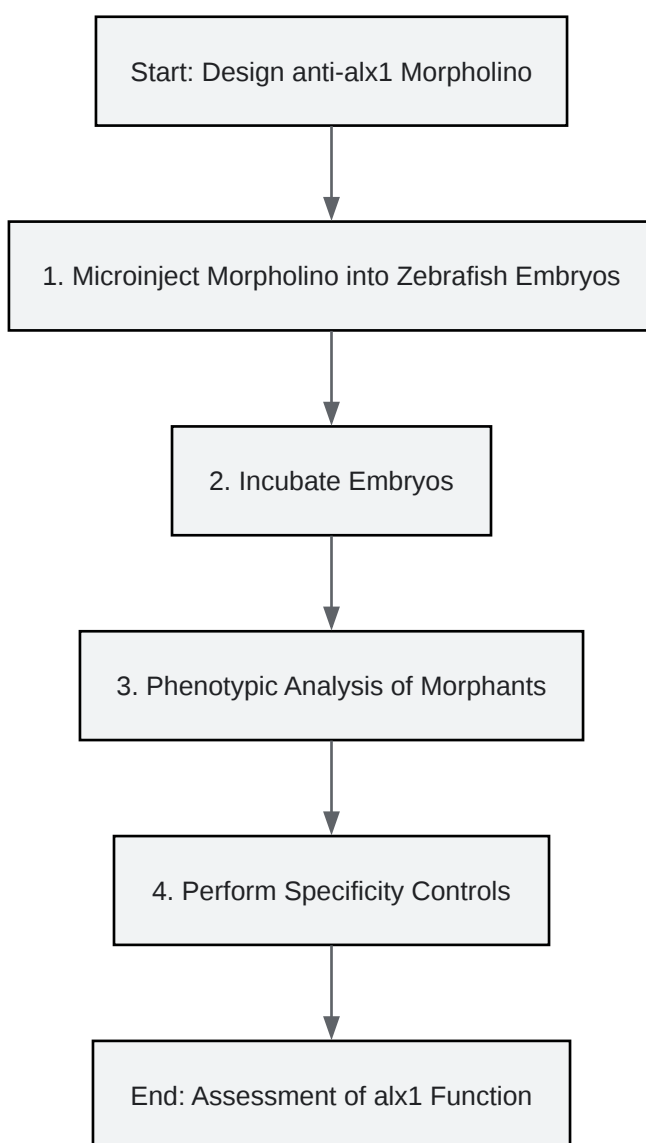 Start: Design anti-alx1 Morpholino
1. Microinject Morpholino into Zebrafish Embryos
2. Incubate Embryos
3. Phenotypic Analysis of Morphants
4. Perform Specificity Controls
End: Assessment of alx1 Function